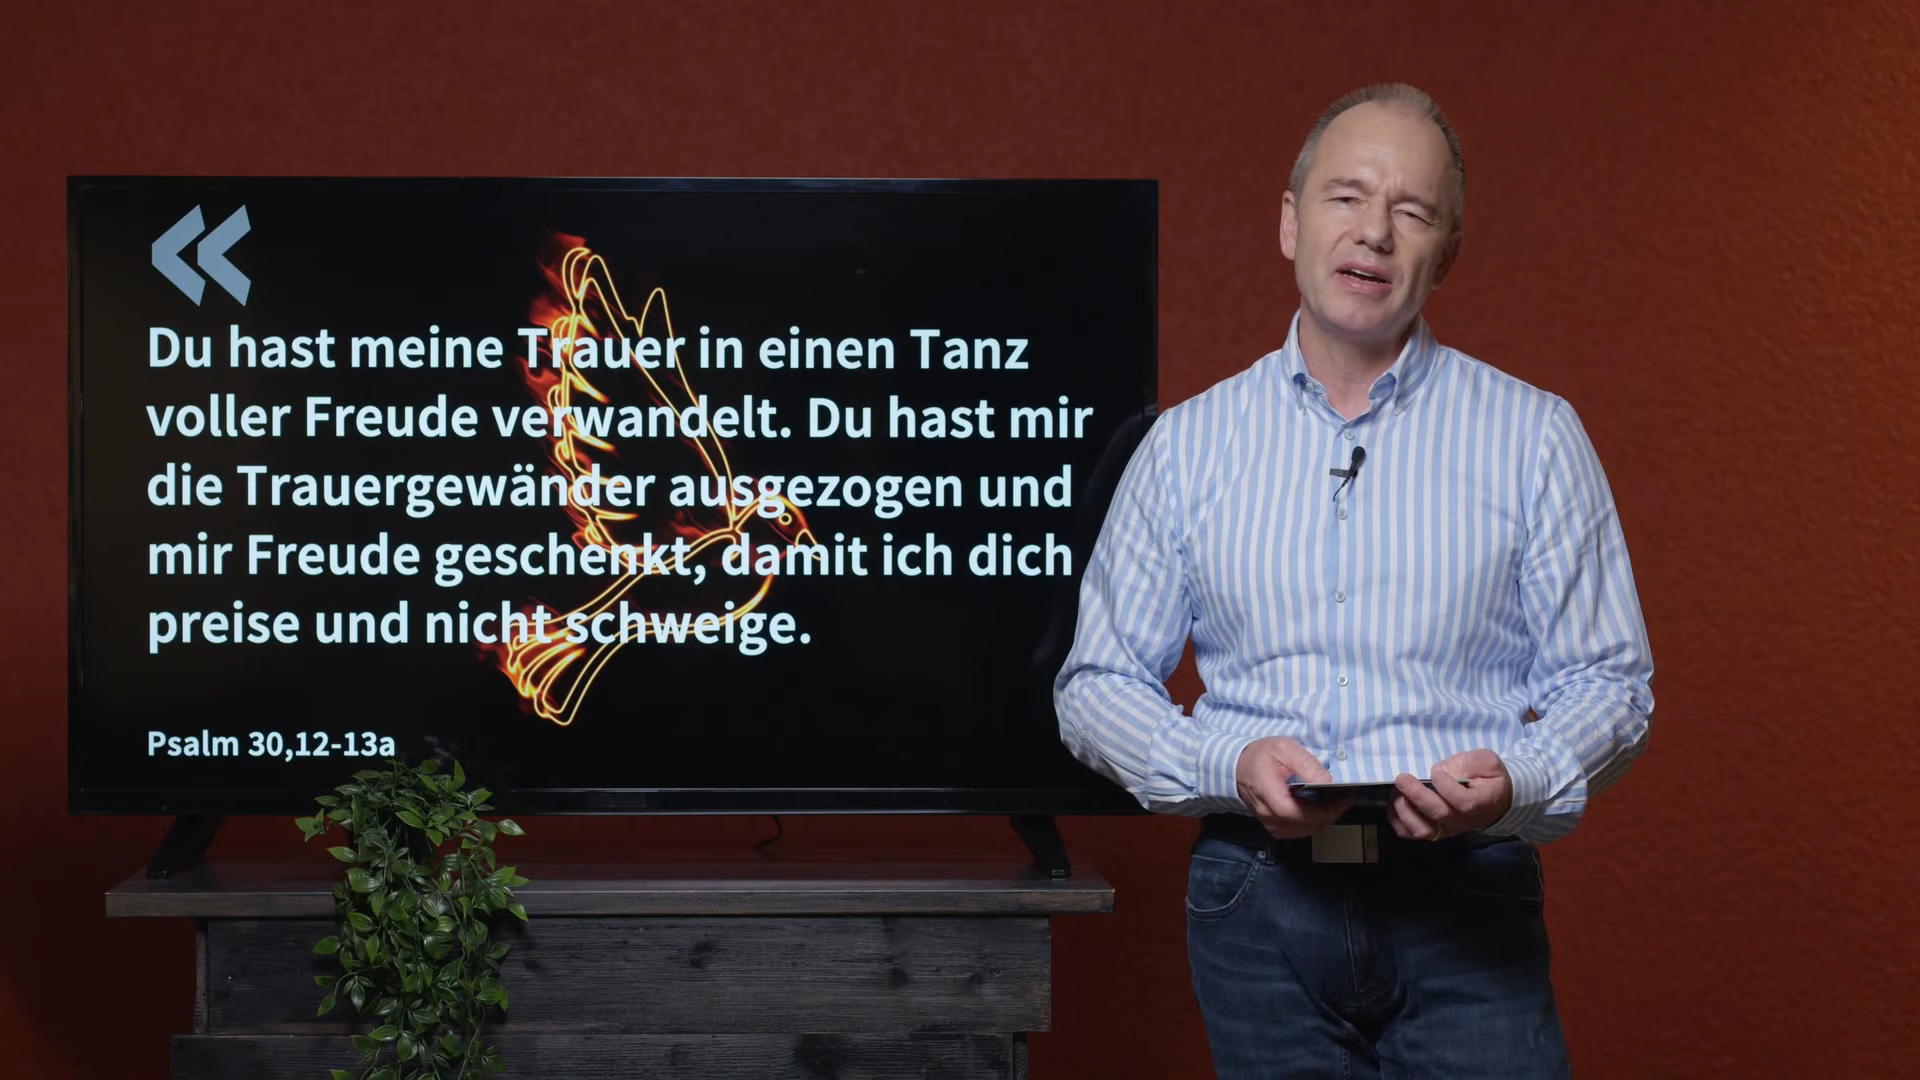 «
Du hast meine Trauer in einen Tanz
voller Freude verwandelt. Du hast mir
die Trauergewänder ausgezogen und
mir Freude geschenkt, damit ich dich
preise und nicht schweige.
Psalm 30,12-13a